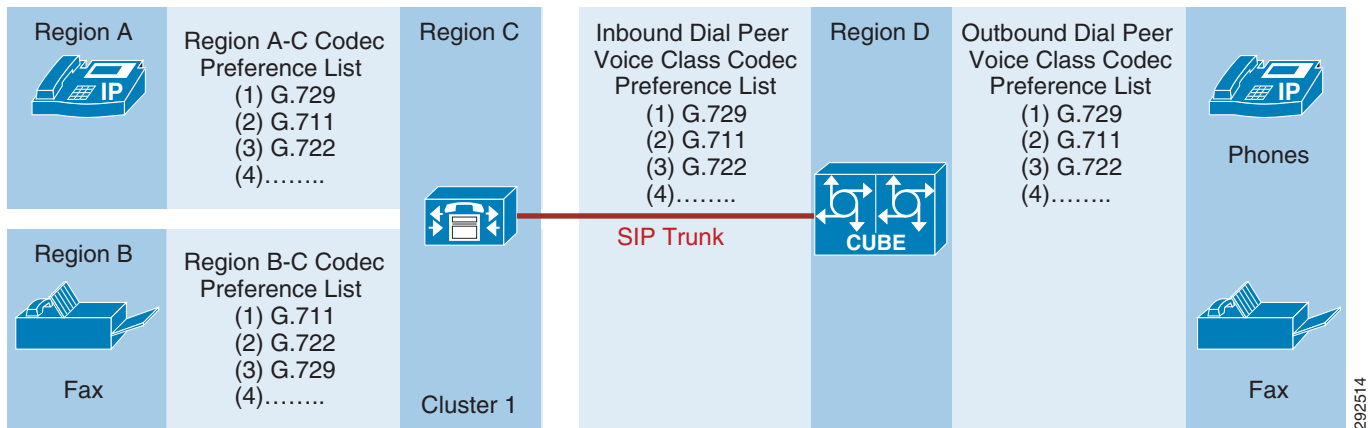 Region A
IP
Region A-C Codec
Preference List
(1) G.729
(2) G.711
(3) G.722
(4)……..
Region B
Fax
Region B-C Codec
Preference List
(1) G.711
(2) G.722
(3) G.729
(4)……..
Region C
Cluster 1
SIP Trunk
Inbound Dial Peer
Voice Class Codec
Preference List
(1) G.729
(2) G.711
(3) G.722
(4)……..
Region D
CUBE
Outbound Dial Peer
Voice Class Codec
Preference List
(1) G.729
(2) G.711
(3) G.722
(4)……..
IP
Phones
Fax
292514